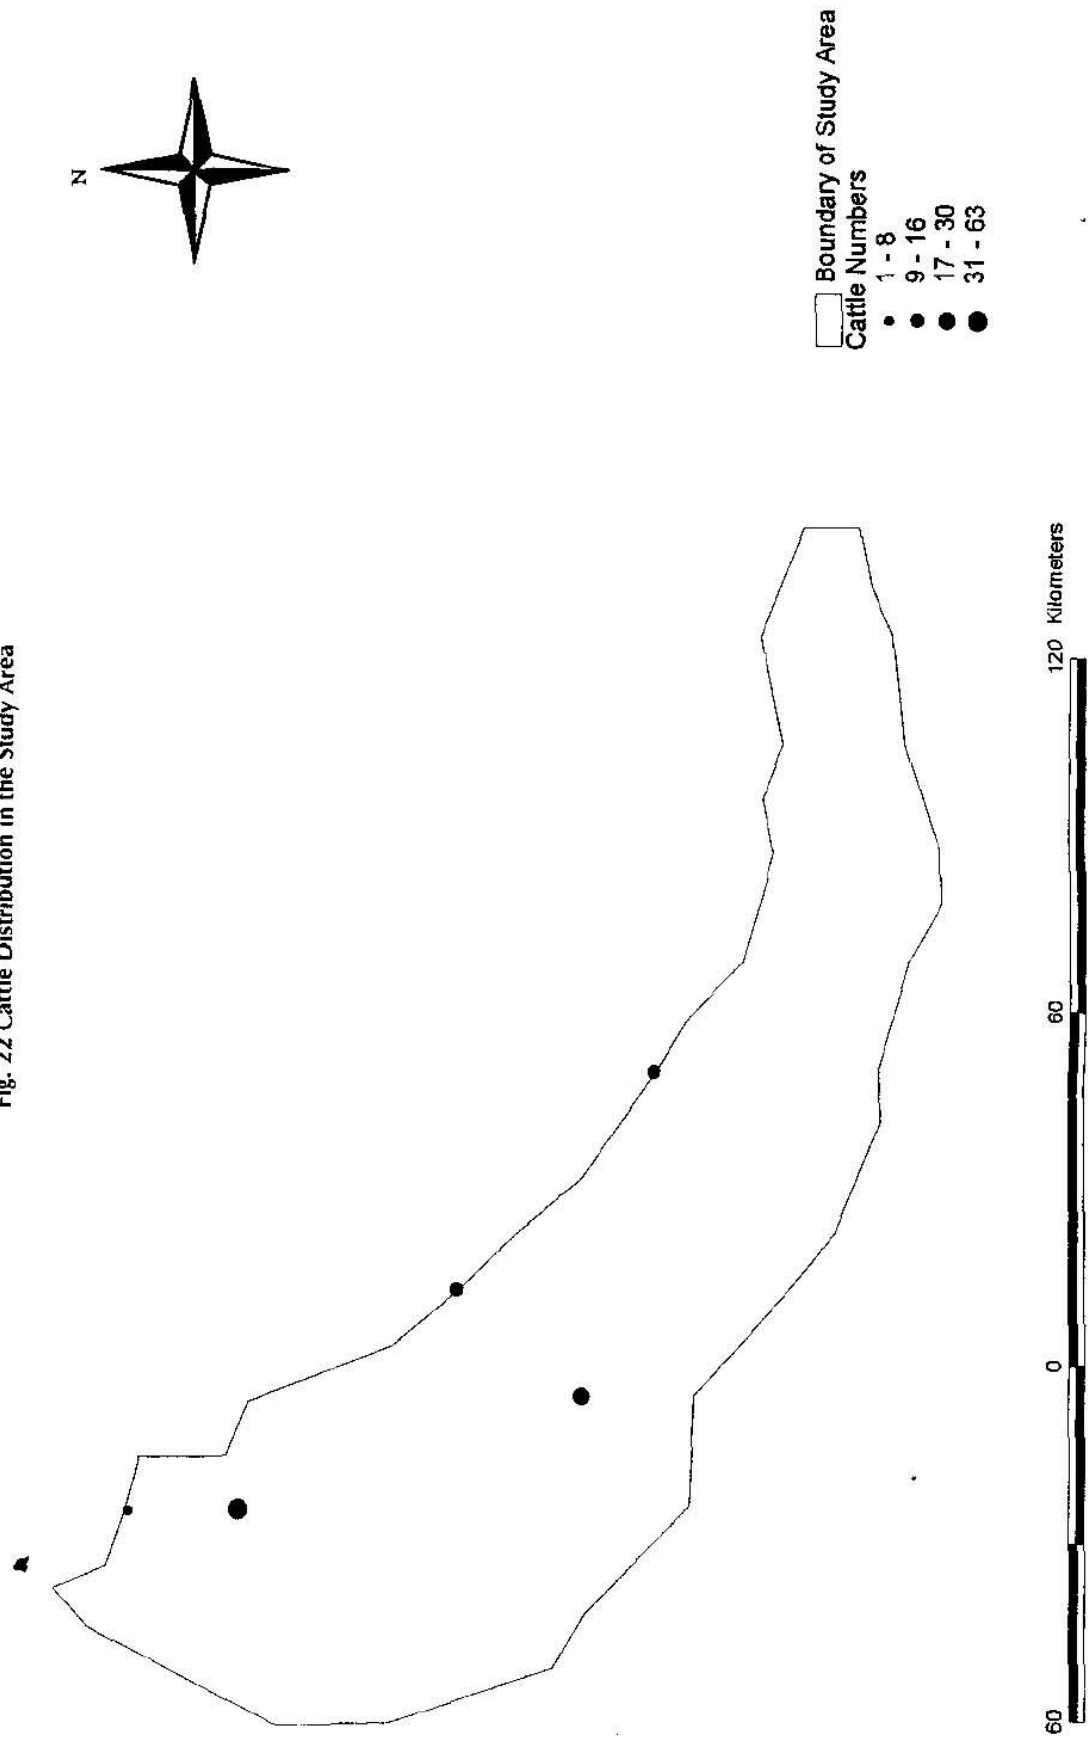 Fig. 22 Cattle Distribution in the Study Area
N
Boundary of Study Area
Cattle Numbers
1 - 8
9 - 16
17 - 30
31 - 63
60 0 60 120 Kilometers